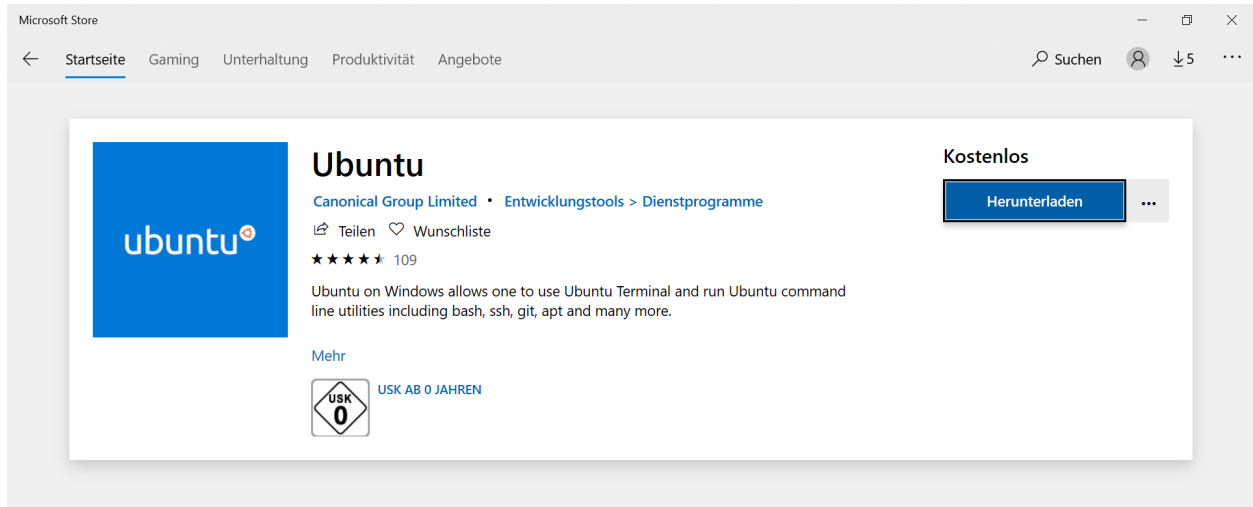 Microsoft Store
Startseite Gaming Unterhaltung Produktivität Angebote Suchen 5
ubuntu
Ubuntu
Canonical Group Limited • Entwicklungstools > Dienstprogramme
Teilen Wunschliste
109
Ubuntu on Windows allows one to use Ubuntu Terminal and run Ubuntu command
line utilities including bash, ssh, git, apt and many more.
Mehr
USK
0
USK AB 0 JAHREN
Kostenlos
Herunterladen